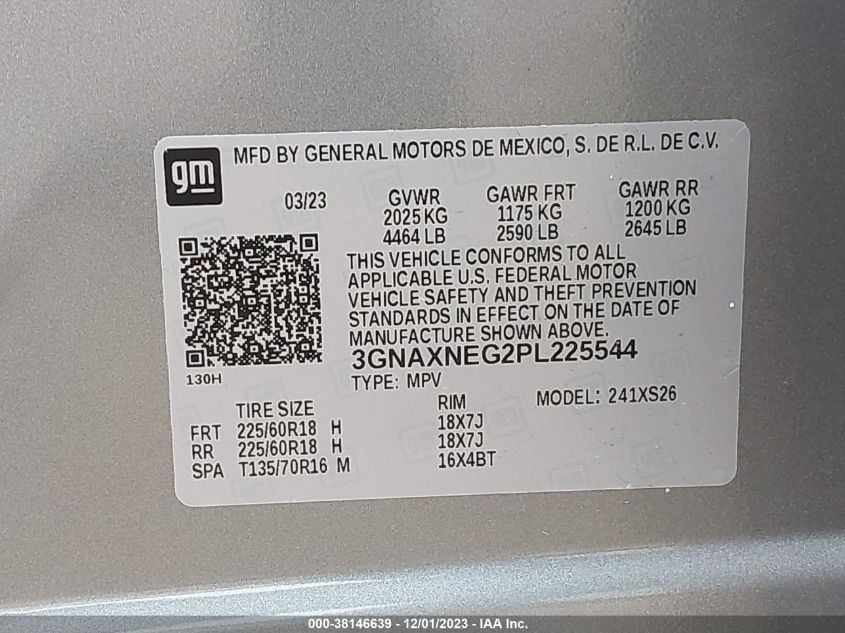 gm
MFD BY GENERAL MOTORS DE MEXICO, S. DE R.L. DE C.V.
03/23
GVWR GAWR FRT GAWR RR
2025 KG 1175 KG 1200 KG
4464 LB 2590 LB 2645 LB
THIS VEHICLE CONFORMS TO ALL
APPLICABLE U.S. FEDERAL MOTOR
VEHICLE SAFETY AND THEFT PREVENTION
STANDARDS IN EFFECT ON THE DATE OF
MANUFACTURE SHOWN ABOVE.
3GNAXNEG2PL225544
130H
TYPE: MPV
TIRE SIZE RIM MODEL: 241XS26
FRT 225/60R18 H 18X7J
RR 225/60R18 H 18X7J
SPA T135/70R16 M 16X4BT
000-38146639 - 12/01/2023 - IAA Inc.